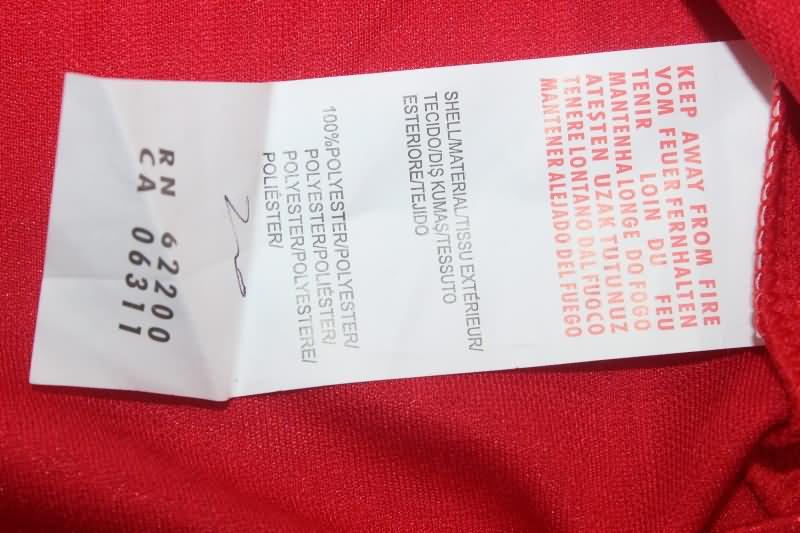 KEEP AWAY FROM FIRE
VOM FEUER FERNHALTEN
TENIR LOIN DU FEU
MANTENHA LONGE DO FOGO
ATEŞTEN UZAK TUTUNUZ
TENERE LONTANO DAL FUOCO
MANTENER ALEJADO DEL FUEGO
SHELL/MATERIAL/TISSU EXTÉRIEUR/
TECIDO/DIŞ KUMAŞ/TESSUTO
ESTERIORE/TEJIDO
100%POLYESTER/POLYESTER/
POLYESTER/POLIÉSTER/
POLYESTER/POLYESTERE/
POLIÉSTER/
RN 62200
CA 06311